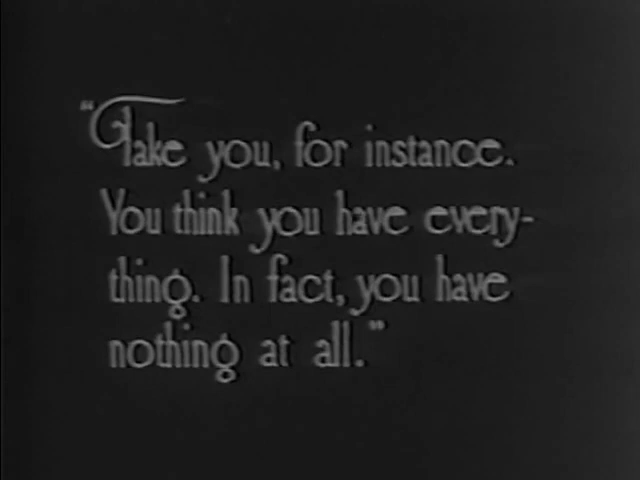 “Take you, for instance.
You think you have every-
thing. In fact, you have
nothing at all.”